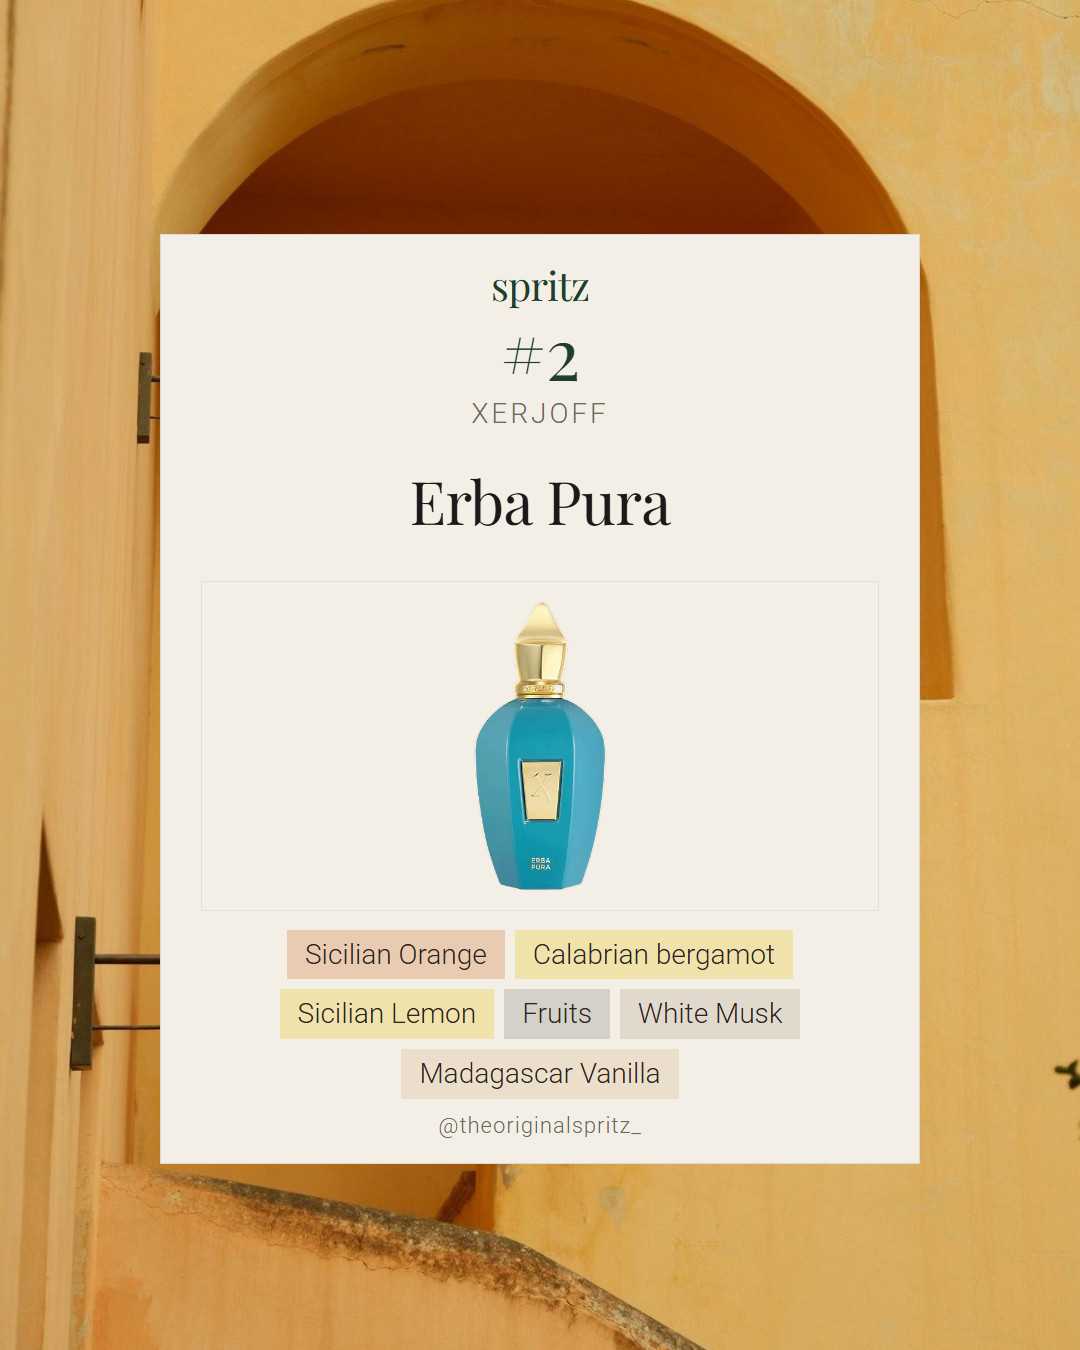 spritz
#2
XERJOFF
Erba Pura
X
ERBA
PURA
Sicilian Orange Calabrian bergamot
Sicilian Lemon Fruits White Musk
Madagascar Vanilla
@theoriginalspritz_